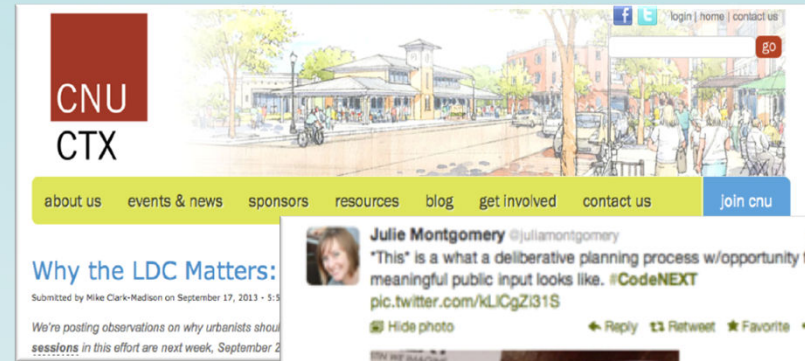 f t login | home | contact us
go
CNU
CTX
about us events & news sponsors resources blog get involved contact us join cnu
Why the LDC Matters:
Submitted by Mike Clark-Madison on September 17, 2013 - 5:5
We're posting observations on why urbanists shou
sessions in this effort are next week, September 2
Julie Montgomery @juliamontgomery
"This" is a what a deliberative planning process w/opportunity
meaningful public input looks like. #CodeNEXT
pic.twitter.com/kLlCgZi31S
Hide photo Reply Retweet Favorite